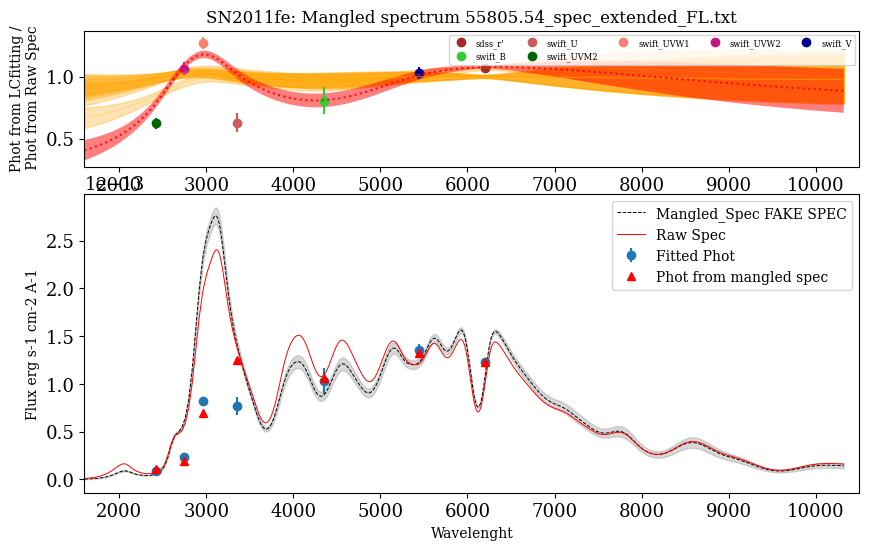 SN2011fe: Mangled spectrum 55805.54_spec_extended_FL.txt
Phot from LCfitting /
Phot from Raw Spec
1.0
0.5
sdss_r' swift_U swift_UVW1 swift_UVW2 swift_V
swift_B swift_UVM2
2000 3000 4000 5000 6000 7000 8000 9000 10000
1e−13
Flux erg s-1 cm-2 A-1
2.5
2.0
1.5
1.0
0.5
0.0
Mangled_Spec FAKE SPEC
Raw Spec
Fitted Phot
Phot from mangled spec
2000 3000 4000 5000 6000 7000 8000 9000 10000
Wavelenght